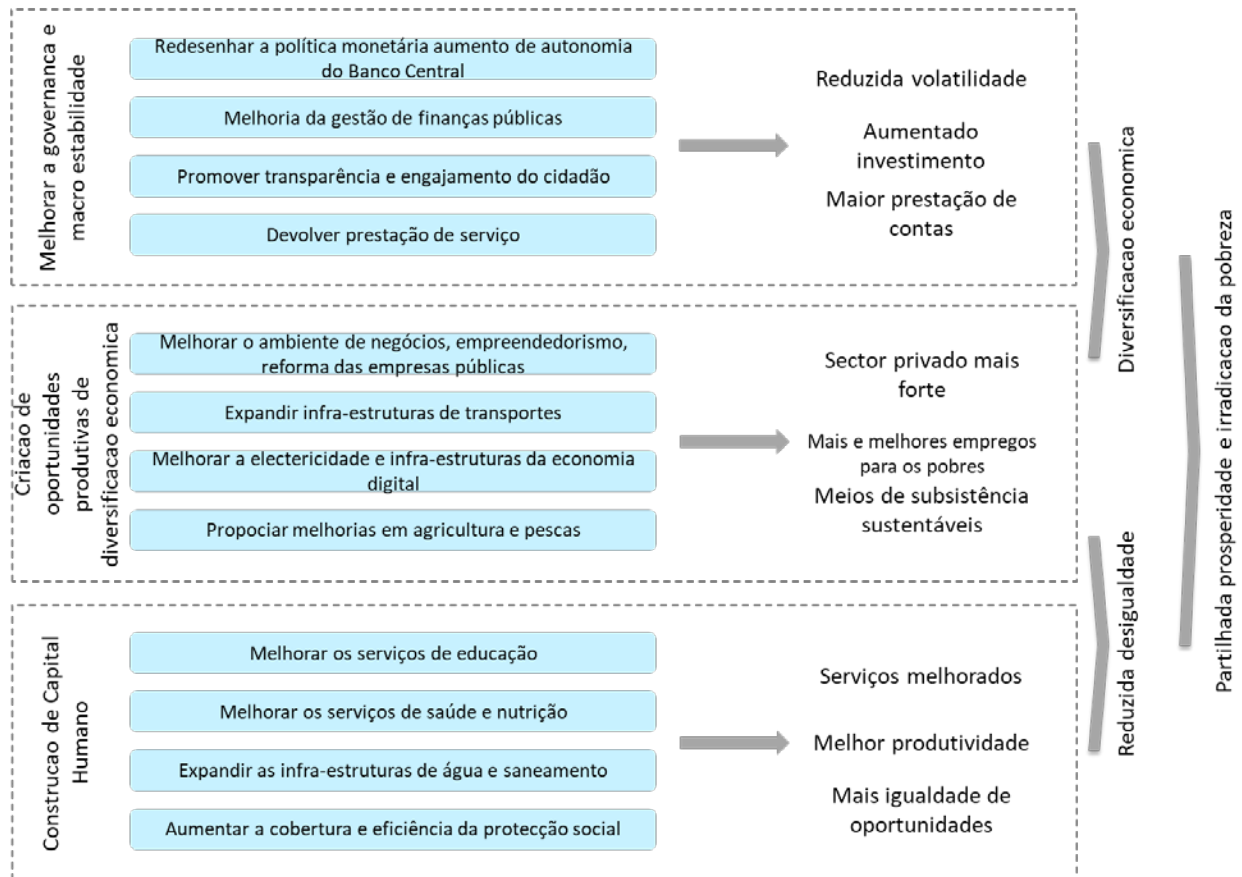 Melhorar a governanca e
macro estabilidade
Redesenhar a política monetária aumento de autonomia
do Banco Central
Melhoria da gestão de finanças públicas
Promover transparência e engajamento do cidadão
Devolver prestação de serviço
Reduzida volatilidade
Aumentado
investimento
Maior prestação de
contas
Criacao de
oportunidades
produtivas de
diversificacao economica
Melhorar o ambiente de negócios, empreendedorismo,
reforma das empresas públicas
Expandir infra-estruturas de transportes
Melhorar a electericidade e infra-estruturas da economia
digital
Propociar melhorias em agricultura e pescas
Sector privado mais
forte
Mais e melhores empregos
para os pobres
Meios de subsistência
sustentáveis
Construcao de Capital
Humano
Melhorar os serviços de educação
Melhorar os serviços de saúde e nutrição
Expandir as infra-estruturas de água e saneamento
Aumentar a cobertura e eficiência da protecção social
Serviços melhorados
Melhor produtividade
Mais igualdade de
oportunidades
Diversificacao economica
Reduzida desigualdade
Partilhada prosperidade e irradicacao da pobreza